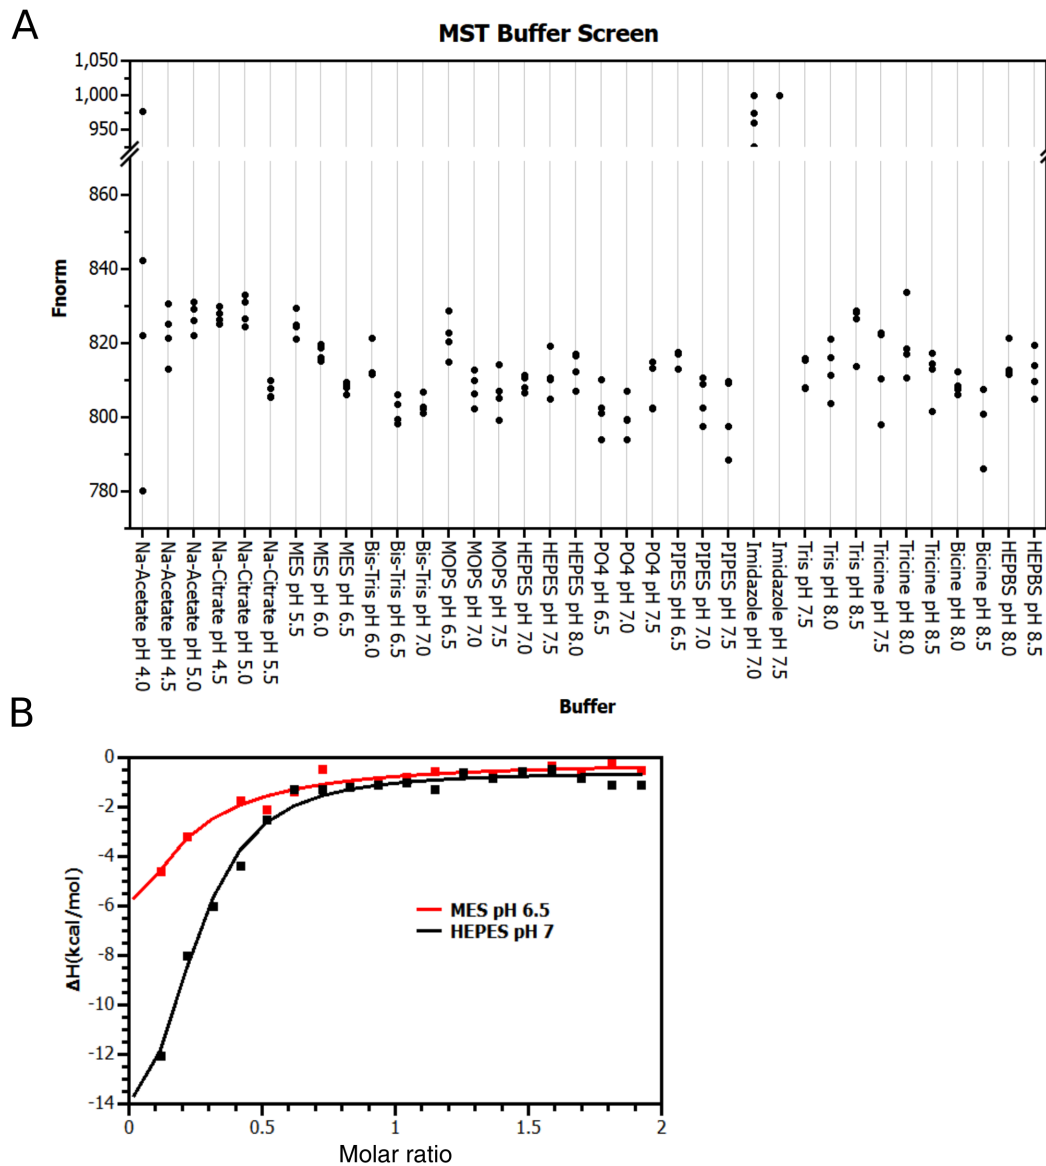 A
MST Buffer Screen
1,050
1,000
950
860
840
820
800
780
Fnorm
Na-Acetate pH 4.0
Na-Acetate pH 4.5
Na-Acetate pH 5.0
Na-Citrate pH 4.5
Na-Citrate pH 5.0
Na-Citrate pH 5.5
MES pH 5.5
MES pH 6.0
MES pH 6.5
Bis-Tris pH 6.0
Bis-Tris pH 6.5
Bis-Tris pH 7.0
MOPS pH 6.5
MOPS pH 7.0
MOPS pH 7.5
HEPES pH 7.0
HEPES pH 7.5
HEPES pH 8.0
PO4 pH 6.5
PO4 pH 7.0
PO4 pH 7.5
PIPES pH 6.5
PIPES pH 7.0
PIPES pH 7.5
Imidazole pH 7.0
Imidazole pH 7.5
Tris pH 7.5
Tris pH 8.0
Tris pH 8.5
Tricine pH 7.5
Tricine pH 8.0
Tricine pH 8.5
Bicine pH 8.0
Bicine pH 8.5
HEPBS pH 8.0
HEPBS pH 8.5
Buffer
B
0
-2
-4
-6
-8
-10
-12
-14
ΔH(kcal/mol)
MES pH 6.5
HEPES pH 7
0
0.5
1
1.5
2
Molar ratio